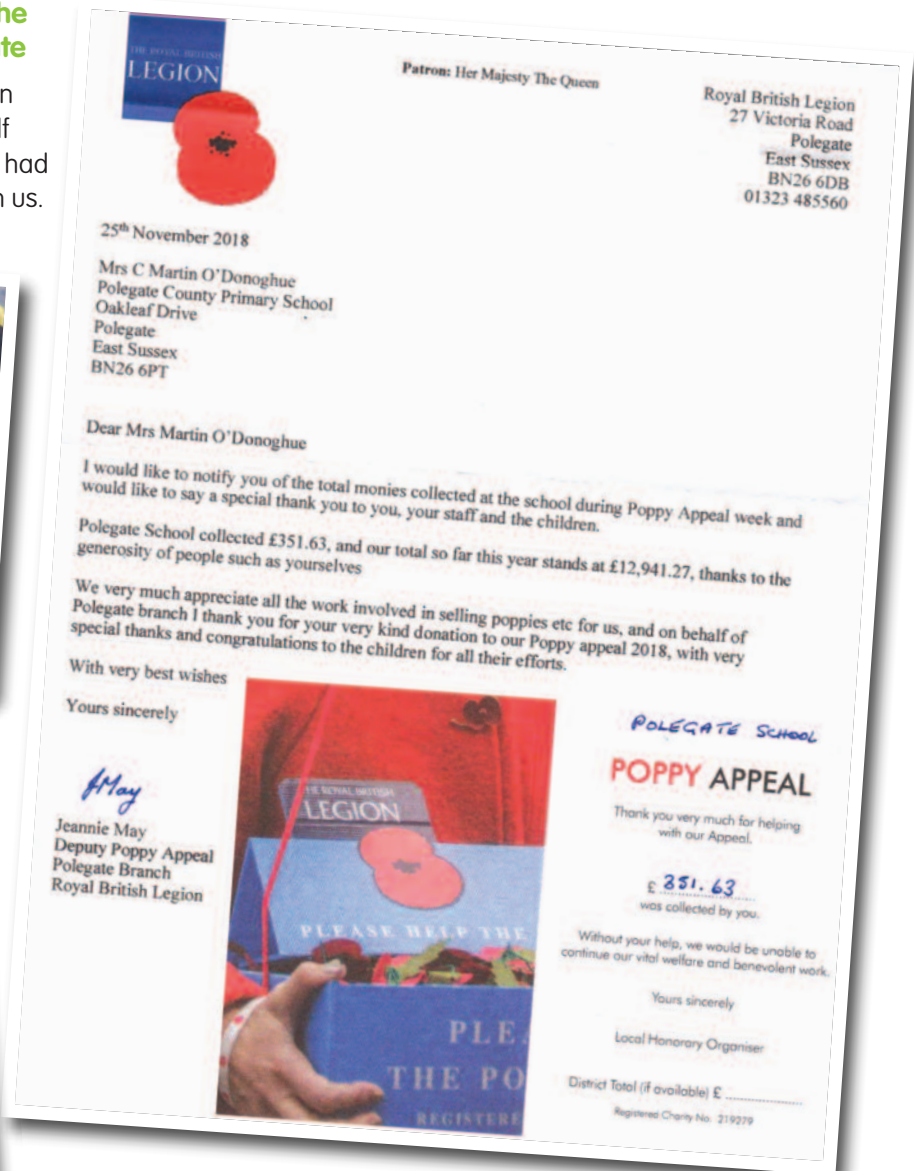 he
te
n
lf
had
n us.
THE ROYAL BRITISH
LEGION
Patron: Her Majesty The Queen
Royal British Legion
27 Victoria Road
Polegate
East Sussex
BN26 6DB
01323 485560
25th November 2018
Mrs C Martin O'Donoghue
Polegate County Primary School
Oakleaf Drive
Polegate
East Sussex
BN26 6PT
Dear Mrs Martin O'Donoghue
I would like to notify you of the total monies collected at the school during Poppy Appeal week and
would like to say a special thank you to you, your staff and the children.
Polegate School collected £351.63, and our total so far this year stands at £12,941.27, thanks to the
generosity of people such as yourselves
We very much appreciate all the work involved in selling poppies etc for us, and on behalf of
Polegate branch I thank you for your very kind donation to our Poppy appeal 2018, with very
special thanks and congratulations to the children for all their efforts.
With very best wishes
Yours sincerely
JMay
Jeannie May
Deputy Poppy Appeal
Polegate Branch
Royal British Legion
THE ROYAL BRITISH
LEGION
PLEASE HELP THE
PLEA
THE PO
REGISTERE
POLEGATE SCHOOL
POPPY APPEAL
Thank you very much for helping
with our Appeal.
£ 351.63
was collected by you.
Without your help, we would be unable to
continue our vital welfare and benevolent work.
Yours sincerely
Local Honorary Organiser
District Total (if available) £
Registered Charity No. 219279